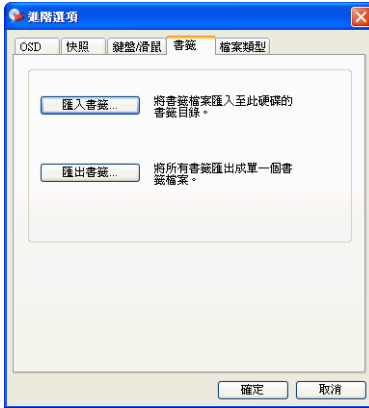 進階選項
OSD 快照 鍵盤/滑鼠 書籤 檔案類型
匯入書籤... 將書籤檔案匯入至此硬碟的
書籤目錄。
匯出書籤... 將所有書籤匯出成單一個書
籤檔案。
確定 取消